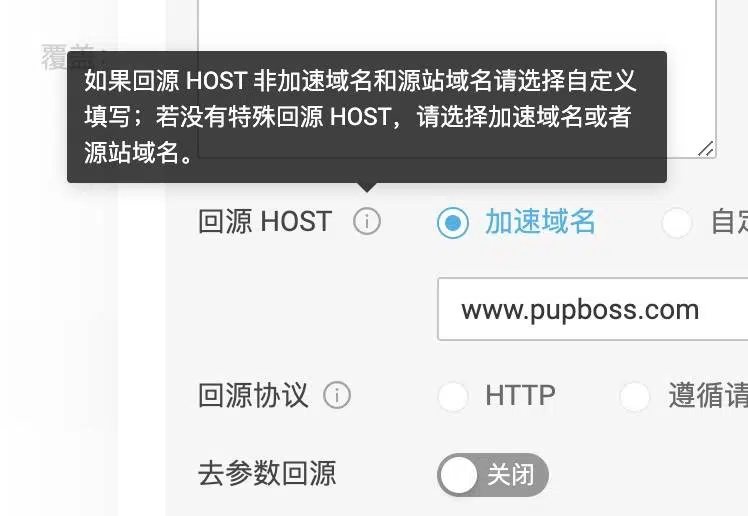 覆盖
如果回源 HOST 非加速域名和源站域名请选择自定义
填写；若没有特殊回源 HOST，请选择加速域名或者
源站域名。
回源 HOST 加速域名 自定
www.pupboss.com
回源协议 HTTP 遵循请
去参数回源 关闭